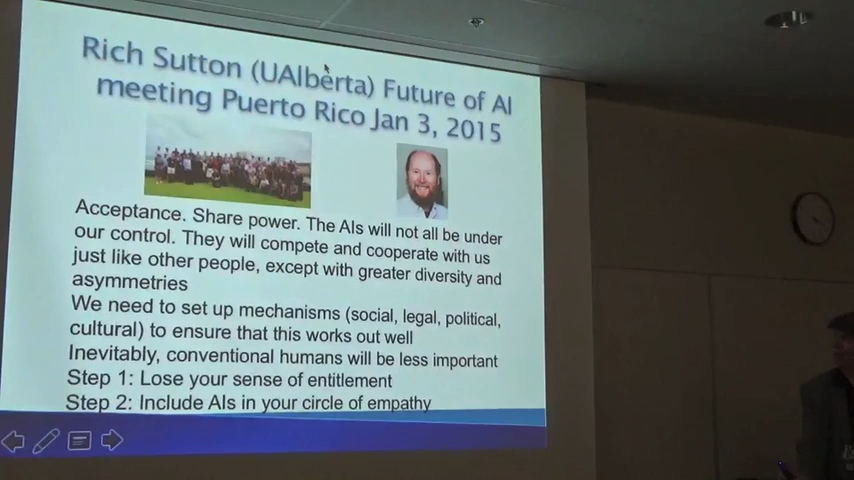 Rich Sutton (UAlberta) Future of AI
meeting Puerto Rico Jan 3, 2015
Acceptance. Share power. The AIs will not all be under
our control. They will compete and cooperate with us
just like other people, except with greater diversity and
asymmetries
We need to set up mechanisms (social, legal, political,
cultural) to ensure that this works out well
Inevitably, conventional humans will be less important
Step 1: Lose your sense of entitlement
Step 2: Include AIs in your circle of empathy